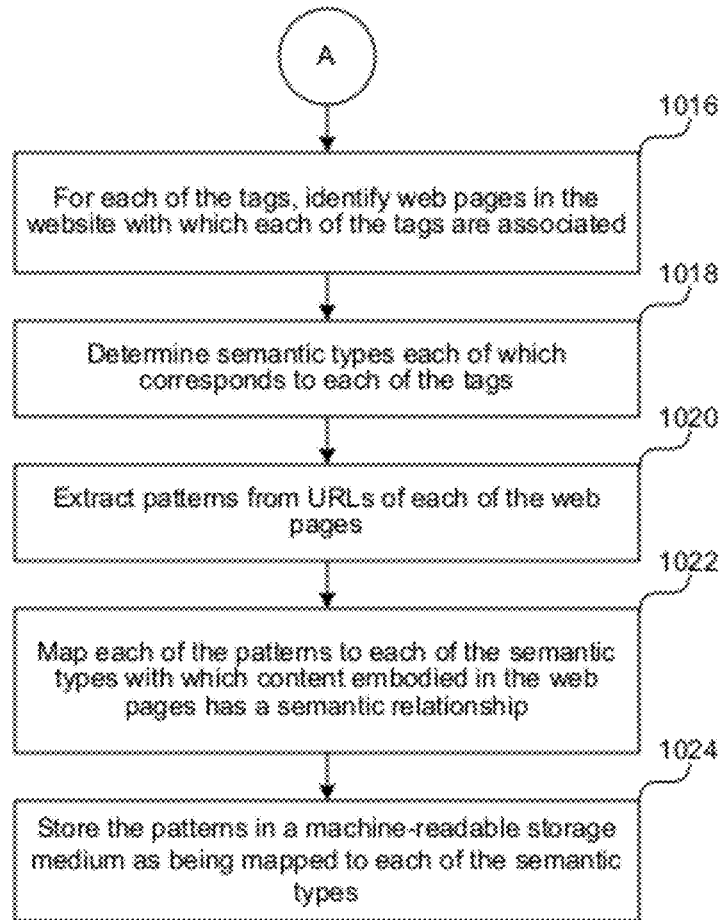 A
1016
For each of the tags, identify web pages in the
website with which each of the tags are associated
1018
Determine semantic types each of which
corresponds to each of the tags
1020
Extract patterns from URLs of each of the web
pages
1022
Map each of the patterns to each of the semantic
types with which content embodied in the web
pages has a semantic relationship
1024
Store the patterns in a machine-readable storage
medium as being mapped to each of the semantic
types